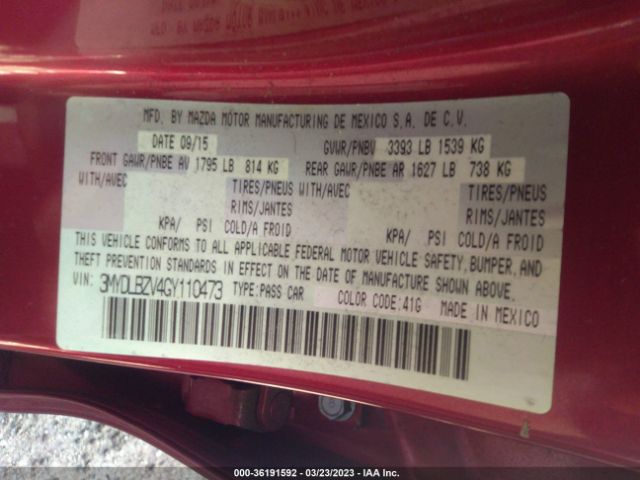 MFD. BY MAZDA MOTOR MANUFACTURING DE MEXICO S.A. DE C.V.
DATE 09/15 GVWR/PNBV 3393 LB 1539 KG
FRONT GAWR/PNBE AV 1795 LB 814 KG REAR GAWR/PNBE AR 1627 LB 738 KG
WITH/AVEC TIRES/PNEUS WITH/AVEC TIRES/PNEUS
RIMS/JANTES RIMS/JANTES
KPA/ PSI COLD/A FROID KPA/ PSI COLD/A FROID
THIS VEHICLE CONFORMS TO ALL APPLICABLE FEDERAL MOTOR VEHICLE SAFETY, BUMPER, AND
THEFT PREVENTION STANDARDS IN EFFECT ON THE DATE OF MANUFACTURE SHOWN ABOVE.
VIN: 3MYDLBZV4GY110473 TYPE:PASS CAR COLOR CODE:41G MADE IN MEXICO
000-36191592 - 03/23/2023 - IAA Inc.